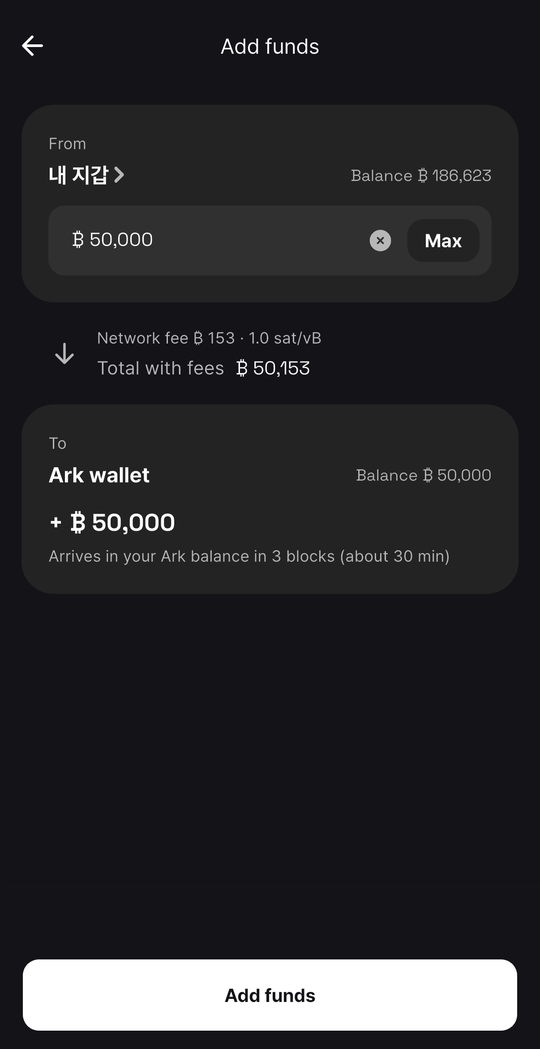 Add funds
From
내 지갑
Balance ₿ 186,623
₿ 50,000
Max
Network fee ₿ 153 · 1.0 sat/vB
Total with fees ₿ 50,153
To
Ark wallet
Balance ₿ 50,000
+ ₿ 50,000
Arrives in your Ark balance in 3 blocks (about 30 min)
Add funds